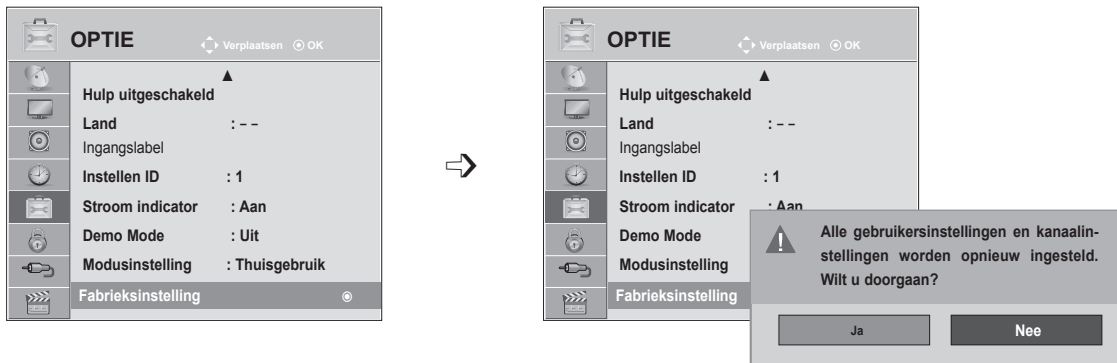 OPTIE Verplaatsen OK
Hulp uitgeschakeld
Land : – –
Ingangslabel
Instellen ID : 1
Stroom indicator : Aan
Demo Mode : Uit
Modusinstelling : Thuisgebruik
Fabrieksinstelling
OPTIE Verplaatsen OK
Hulp uitgeschakeld
Land : – –
Ingangslabel
Instellen ID : 1
Stroom indicator : Aan
Demo Mode
Modusinstelling
Fabrieksinstelling
Alle gebruikersinstellingen en kanaalin-
stellingen worden opnieuw ingesteld.
Wilt u doorgaan?
Ja Nee